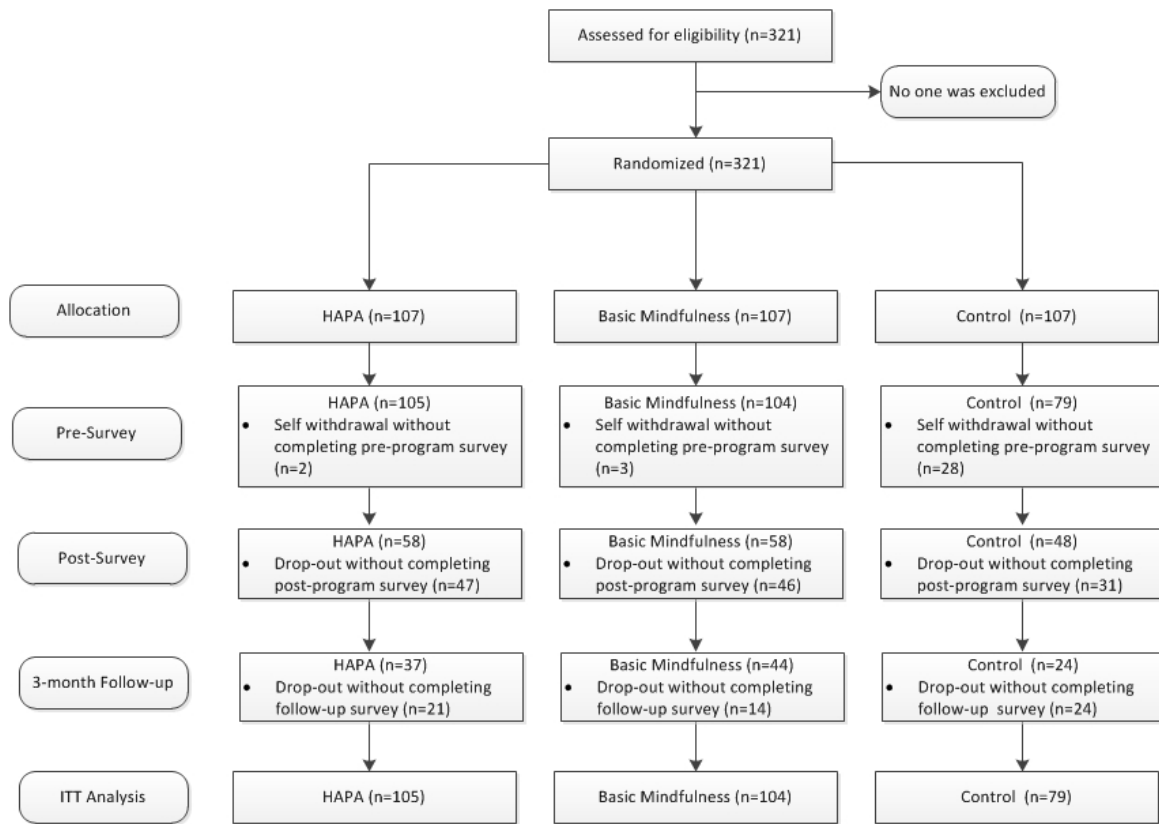 Assessed for eligibility (n=321)
No one was excluded
Randomized (n=321)
Allocation
HAPA (n=107)
Basic Mindfulness (n=107)
Control (n=107)
Pre-Survey
HAPA (n=105)
• Self withdrawal without
completing pre-program survey
(n=2)
Basic Mindfulness (n=104)
• Self withdrawal without
completing pre-program survey
(n=3)
Control (n=79)
• Self withdrawal without
completing pre-program survey
(n=28)
Post-Survey
HAPA (n=58)
• Drop-out without completing
post-program survey (n=47)
Basic Mindfulness (n=58)
• Drop-out without completing
post-program survey (n=46)
Control (n=48)
• Drop-out without completing
post-program survey (n=31)
3-month Follow-up
HAPA (n=37)
• Drop-out without completing
follow-up survey (n=21)
Basic Mindfulness (n=44)
• Drop-out without completing
follow-up survey (n=14)
Control (n=24)
• Drop-out without completing
follow-up survey (n=24)
ITT Analysis
HAPA (n=105)
Basic Mindfulness (n=104)
Control (n=79)